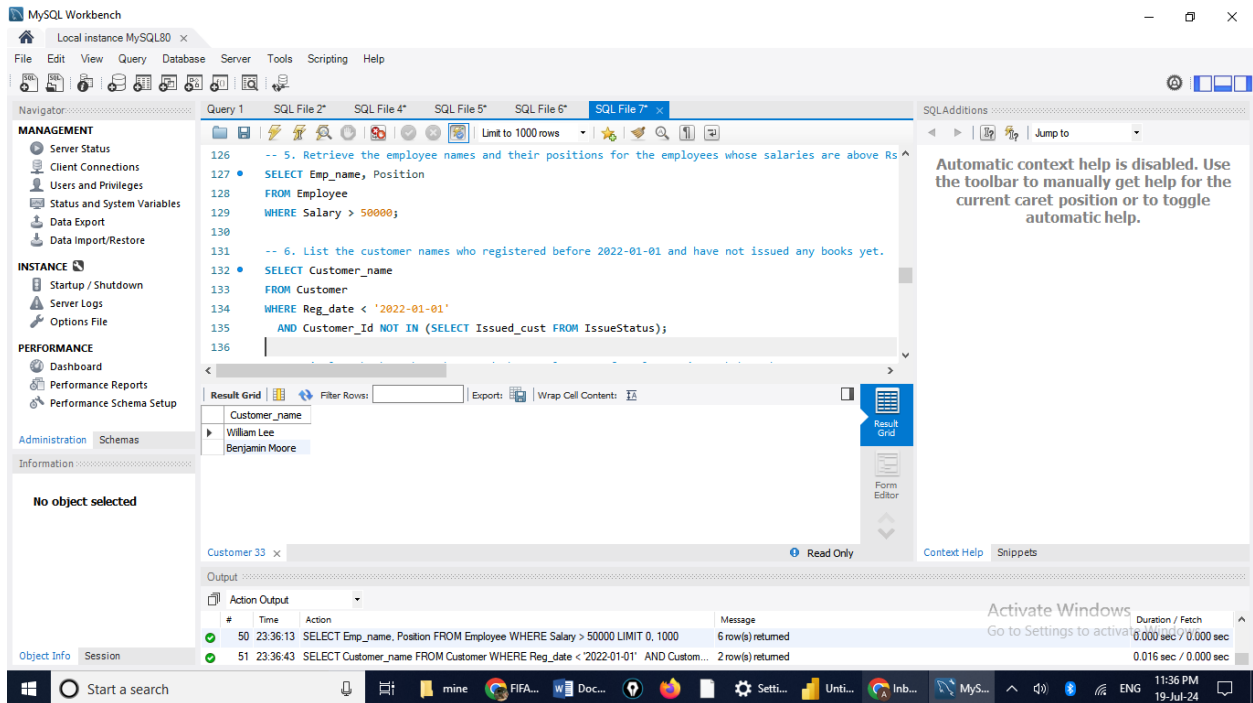 MySQL Workbench
Local instance MySQL80
File Edit View Query Database Server Tools Scripting Help
Navigator
MANAGEMENT
Server Status
Client Connections
Users and Privileges
Status and System Variables
Data Export
Data Import/Restore
INSTANCE
Startup / Shutdown
Server Logs
Options File
PERFORMANCE
Dashboard
Performance Reports
Performance Schema Setup
Administration Schemas
Information
No object selected
Object Info Session
Query 1 SQL File 2* SQL File 4* SQL File 5* SQL File 6* SQL File 7*
Limit to 1000 rows
126 -- 5. Retrieve the employee names and their positions for the employees whose salaries are above Rs
127 SELECT Emp_name, Position
128 FROM Employee
129 WHERE Salary > 50000;
130
131 -- 6. List the customer names who registered before 2022-01-01 and have not issued any books yet.
132 SELECT Customer_name
133 FROM Customer
134 WHERE Reg_date < '2022-01-01'
135 AND Customer_Id NOT IN (SELECT Issued_cust FROM IssueStatus);
136
Result Grid Filter Rows: Export: Wrap Cell Content:
Customer_name
William Lee
Benjamin Moore
Result Grid
Form Editor
Customer 33 Read Only
SQLAdditions
Jump to
Automatic context help is disabled. Use
the toolbar to manually get help for the
current caret position or to toggle
automatic help.
Context Help Snippets
Output
Action Output
# Time Action Message Duration / Fetch
50 23:36:13 SELECT Emp_name, Position FROM Employee WHERE Salary > 50000 LIMIT 0, 1000 6 row(s) returned 0.000 sec / 0.000 sec
51 23:36:43 SELECT Customer_name FROM Customer WHERE Reg_date < '2022-01-01' AND Custom... 2 row(s) returned 0.016 sec / 0.000 sec
Activate Windows
Go to Settings to activate Windows.
Start a search
mine FIFA... Doc... Setti... Unti... Inb... MyS... ENG
11:36 PM
19-Jul-24